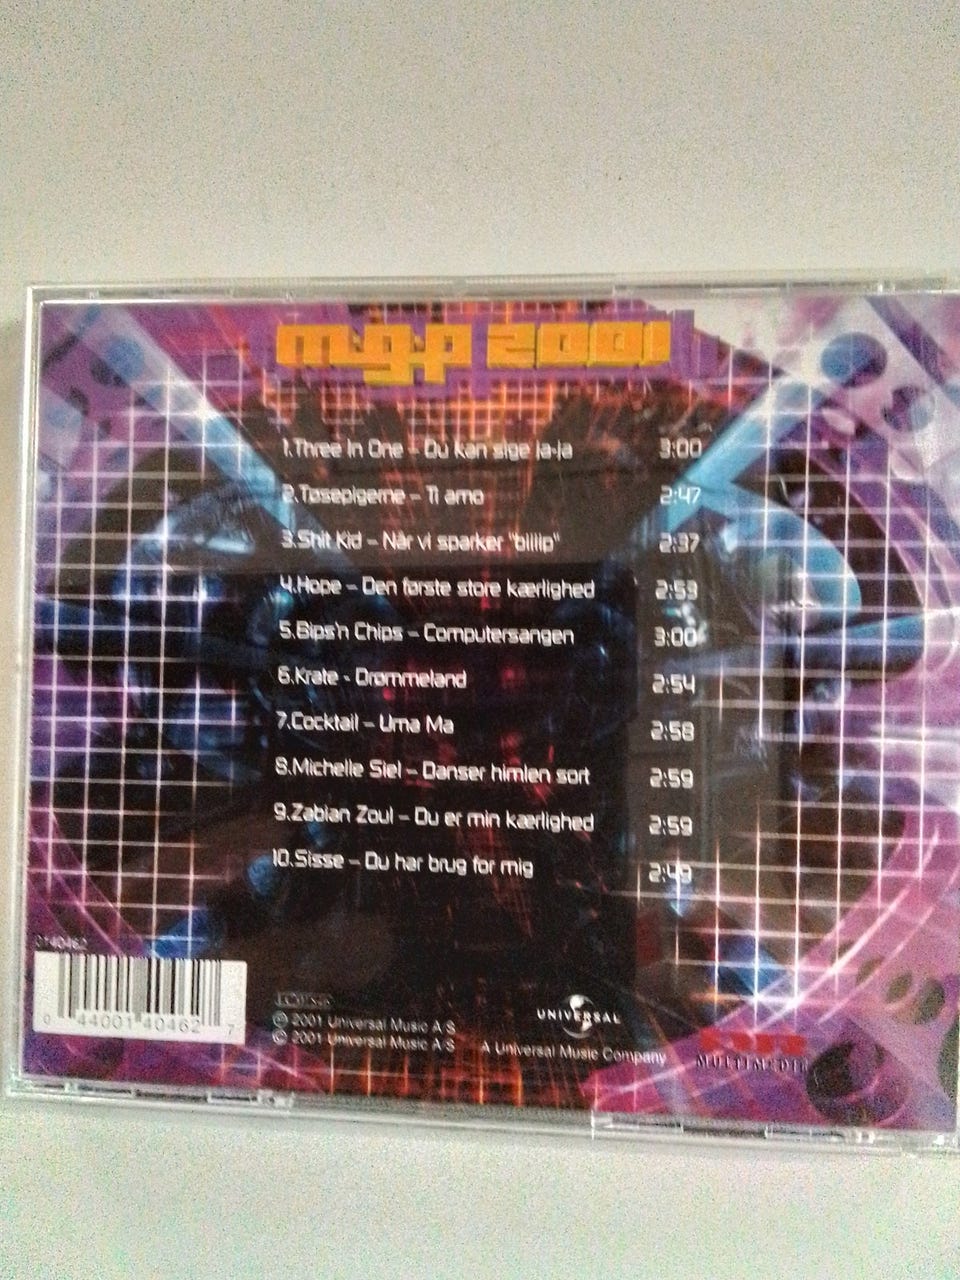 m.g.p 2001
1.Three In One – Du kan sige ja-ja 3:00
2.Tøsepigerne – Ti amo 2:47
3.Shit Kid – Når vi sparker "billip" 2:37
4.Hope – Den første store kærlighed 2:53
5.Bips'n Chips – Computersangen 3:00
6.Krate - Drømmeland 2:54
7.Cocktail – Uma Ma 2:58
8.Michelle Siel – Danser himlen sort 2:59
9.Zabian Zoul – Du er min kærlighed 2:59
10.Sisse – Du har brug for mig 2:49
0140462
0 44001 40462 7
© 2001 Universal Music A·S
© 2001 Universal Music A·S
UNIVERSAL
A Universal Music Company
DR
MULTIMEDIE